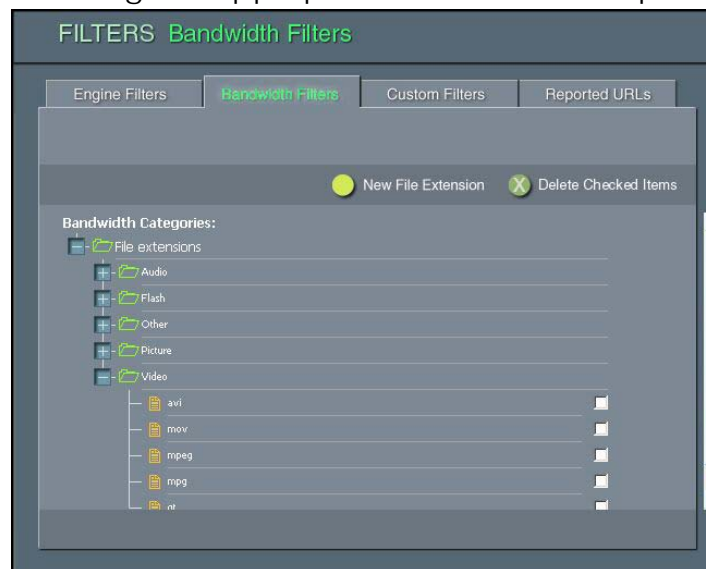 FILTERS Bandwidth Filters
Engine Filters Bandwidth Filters Custom Filters Reported URLs
New File Extension X Delete Checked Items
Bandwidth Categories:
File extensions
Audio
Flash
Other
Picture
Video
avi
mov
mpeg
mpg